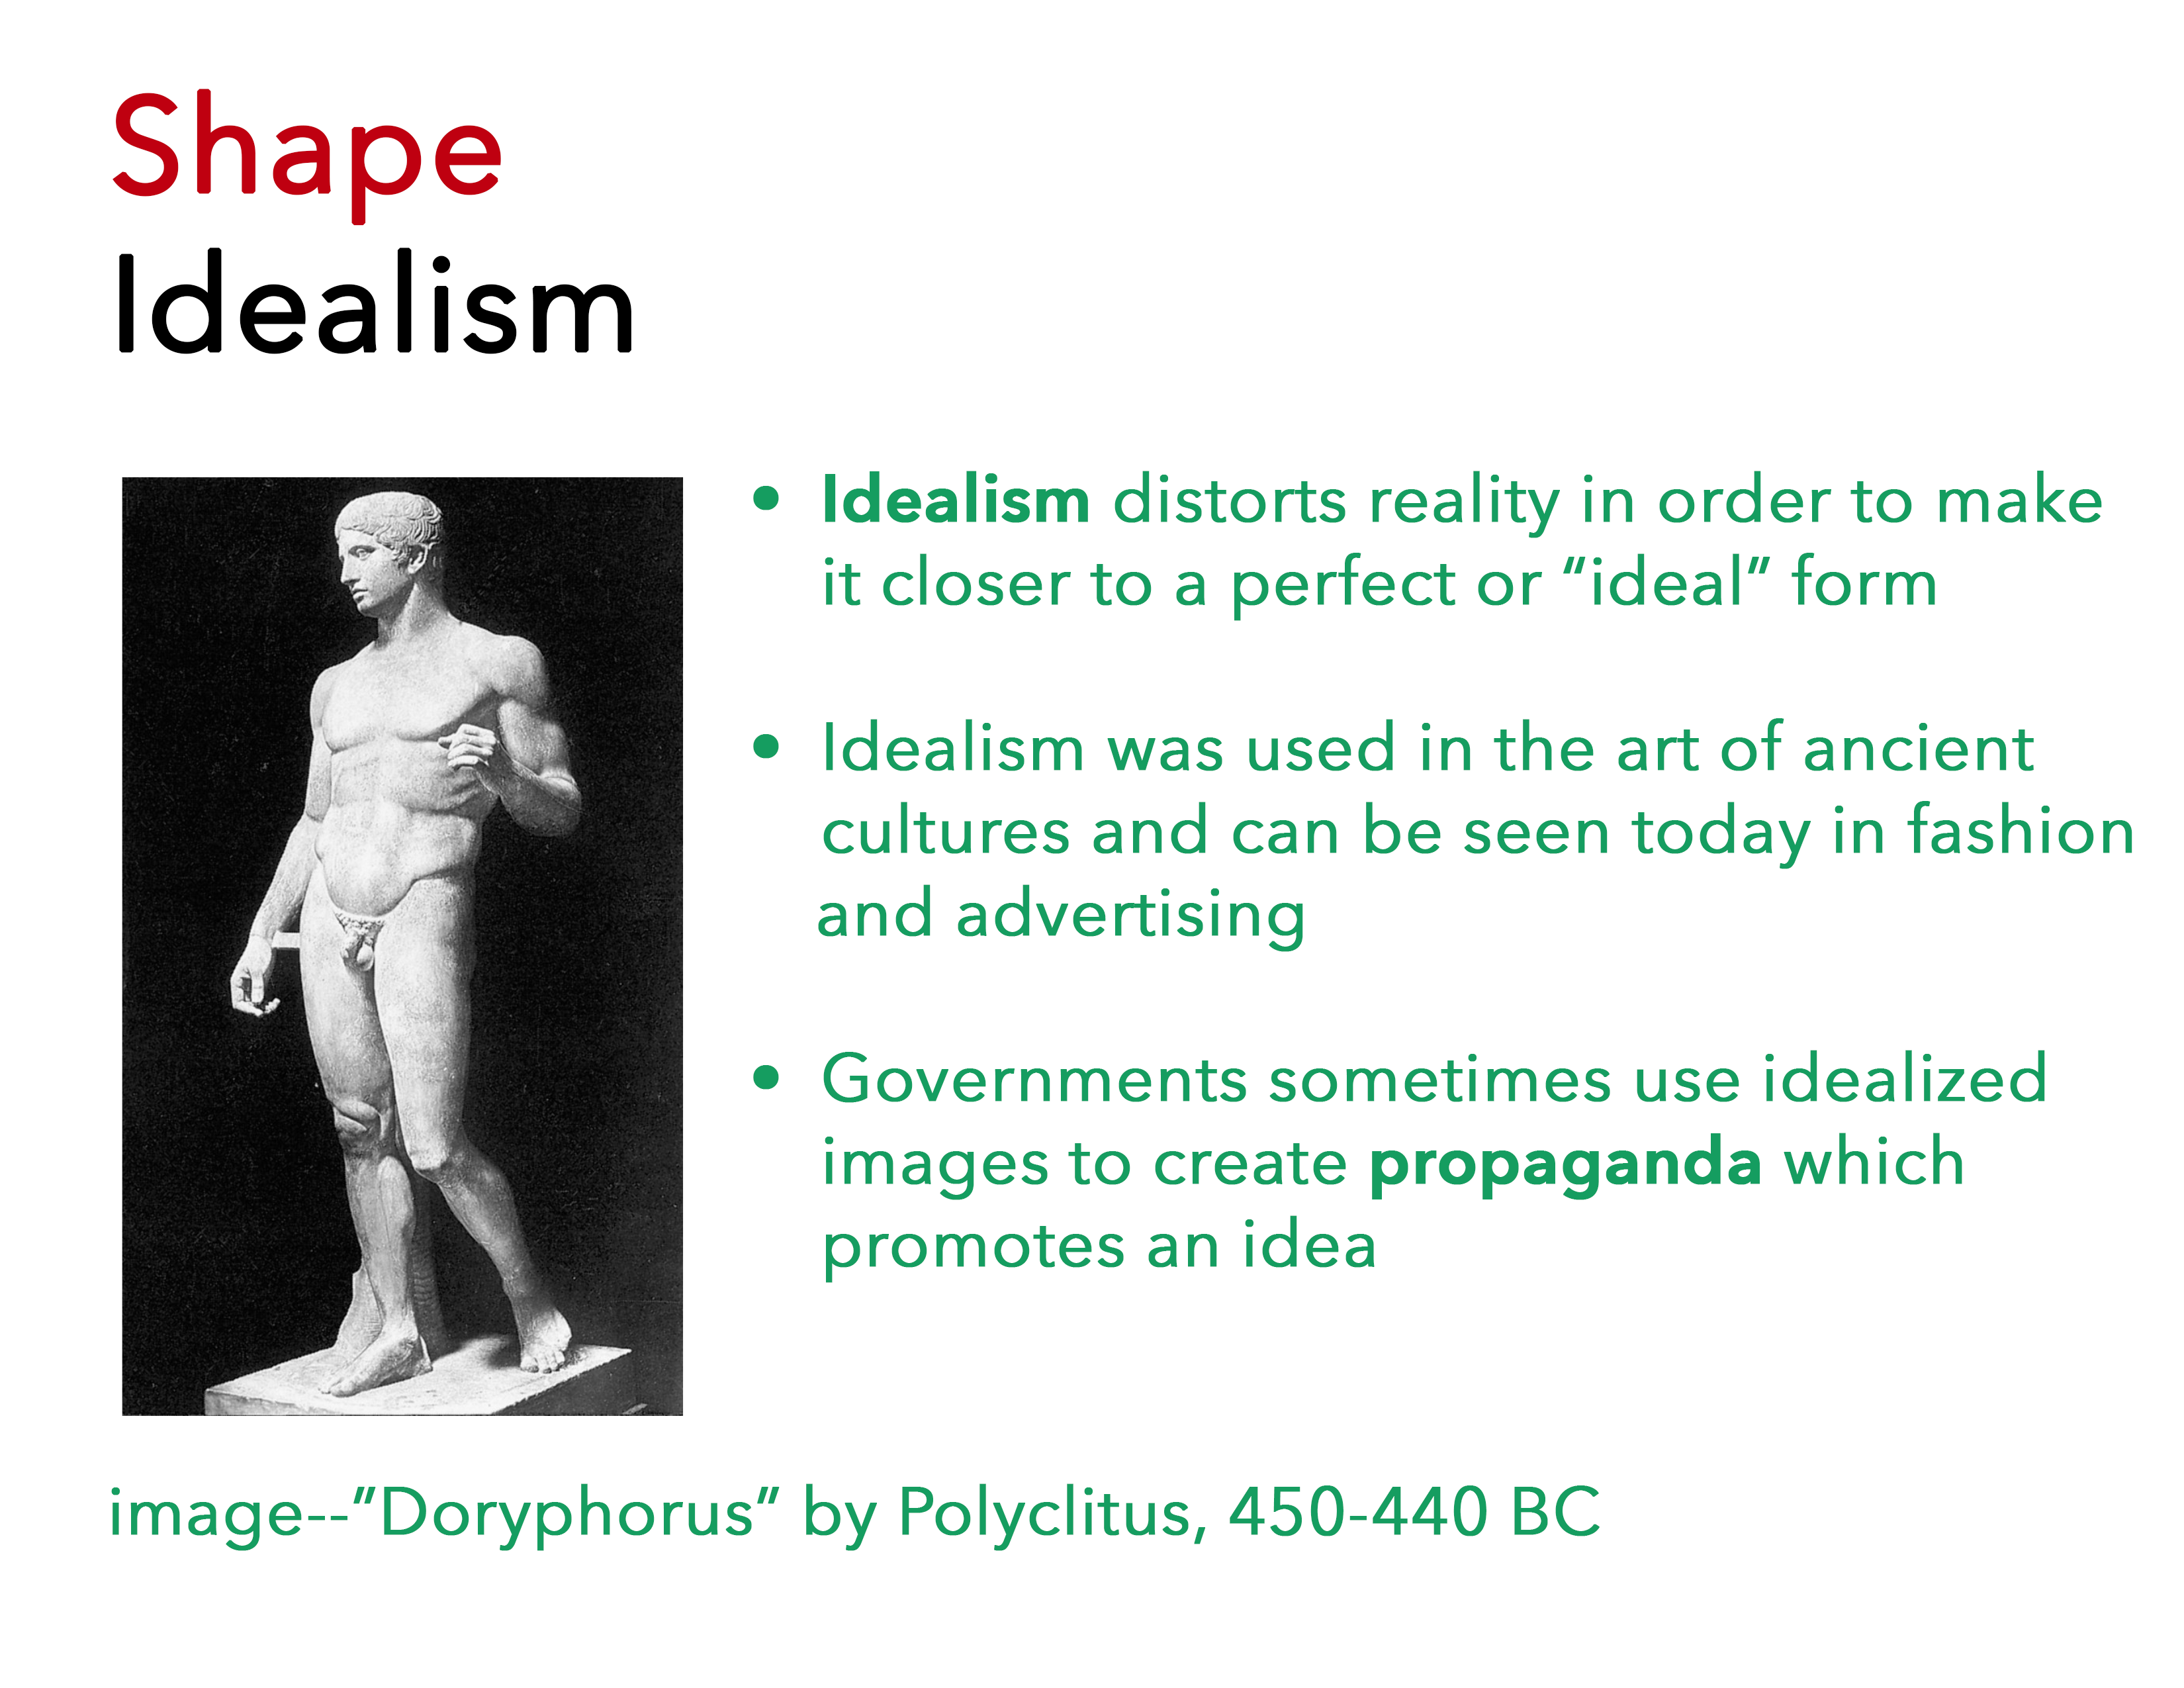 Shape
Idealism
• Idealism distorts reality in order to make
it closer to a perfect or “ideal” form
• Idealism was used in the art of ancient
cultures and can be seen today in fashion
and advertising
• Governments sometimes use idealized
images to create propaganda which
promotes an idea
image--”Doryphorus” by Polyclitus, 450-440 BC